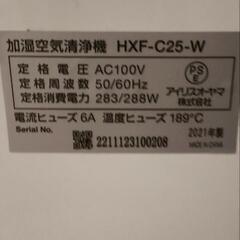 加湿空気清浄機 HXF-C25-W
定格電圧 AC100V
定格周波数 50/60Hz
定格消費電力 283/288W
PS
E
アイリスオーヤマ
株式会社
電流ヒューズ 6A 温度ヒューズ 189℃
Serial No. 2211123100208
2021年製
MADE IN CHINA